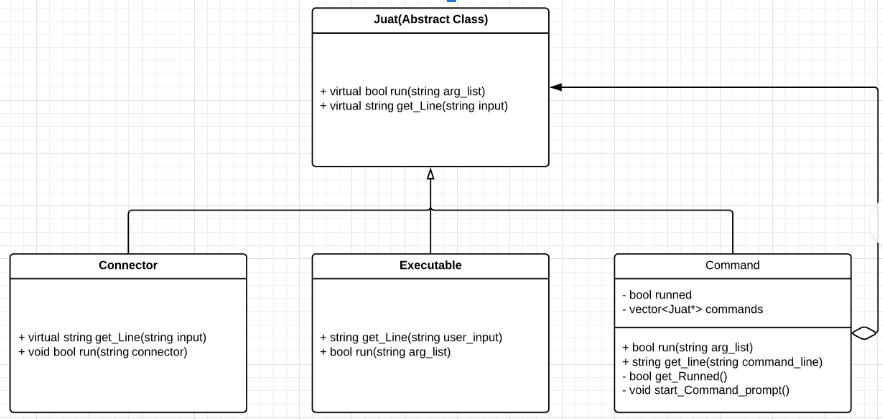 Juat(Abstract Class)
+ virtual bool run(string arg_list)
+ virtual string get_Line(string input)
Connector
+ virtual string get_Line(string input)
+ void bool run(string connector)
Executable
+ string get_Line(string user_input)
+ bool run(string arg_list)
Command
- bool runned
- vector<Juat*> commands
+ bool run(string arg_list)
+ string get_line(string command_line)
- bool get_Runned()
- void start_Command_prompt()